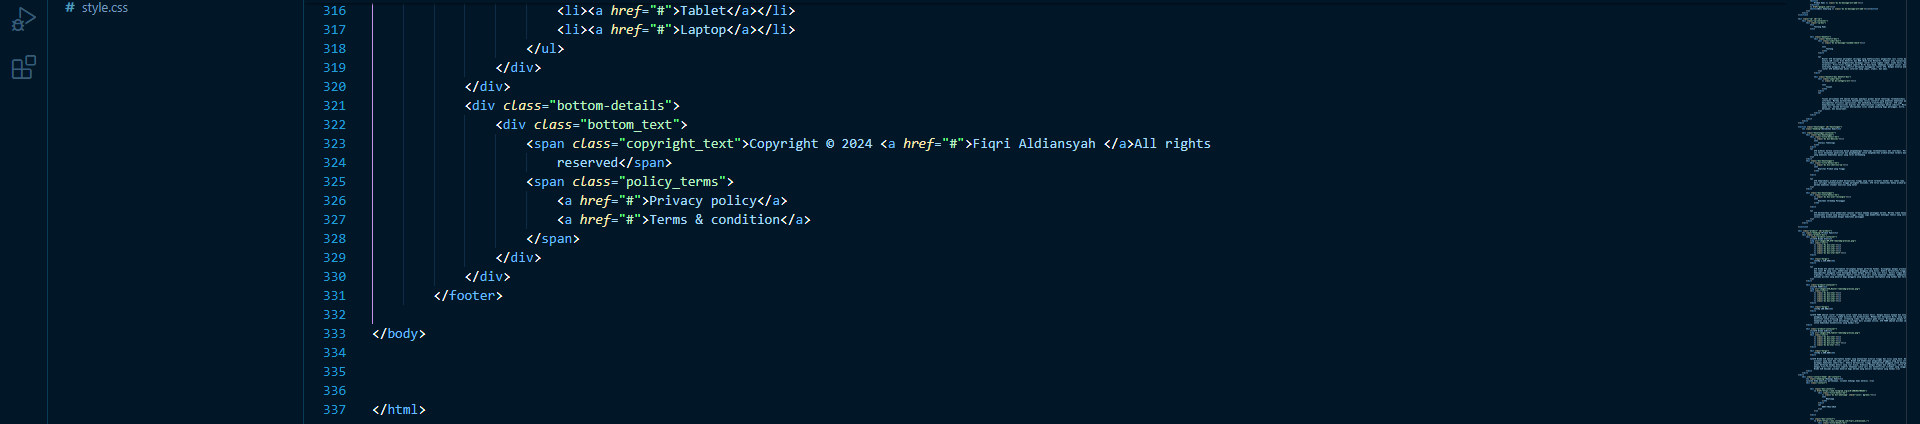 # style.css
316 <li><a href="#">Tablet</a></li>
317 <li><a href="#">Laptop</a></li>
318 </ul>
319 </div>
320 </div>
321 <div class="bottom-details">
322 <div class="bottom_text">
323 <span class="copyright_text">Copyright © 2024 <a href="#">Fiqri Aldiansyah </a>All rights
324 reserved</span>
325 <span class="policy_terms">
326 <a href="#">Privacy policy</a>
327 <a href="#">Terms & condition</a>
328 </span>
329 </div>
330 </div>
331 </footer>
332
333 </body>
334
335
336
337 </html>